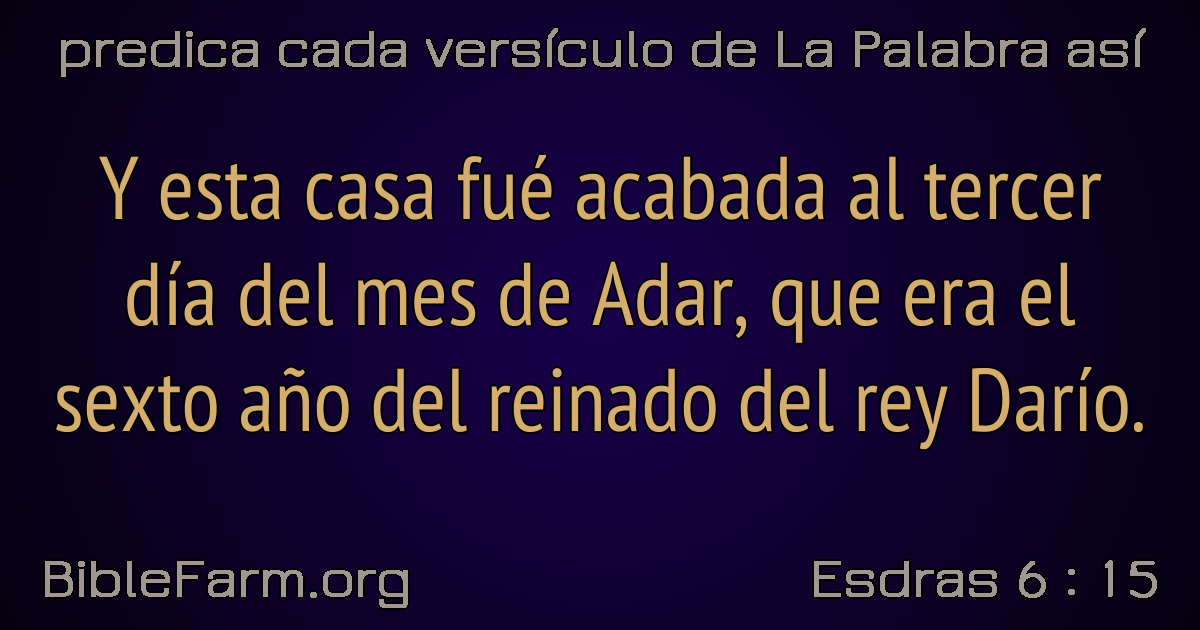 predica cada versículo de La Palabra así
Y esta casa fué acabada al tercer
día del mes de Adar, que era el
sexto año del reinado del rey Darío.
BibleFarm.org
Esdras 6 : 15